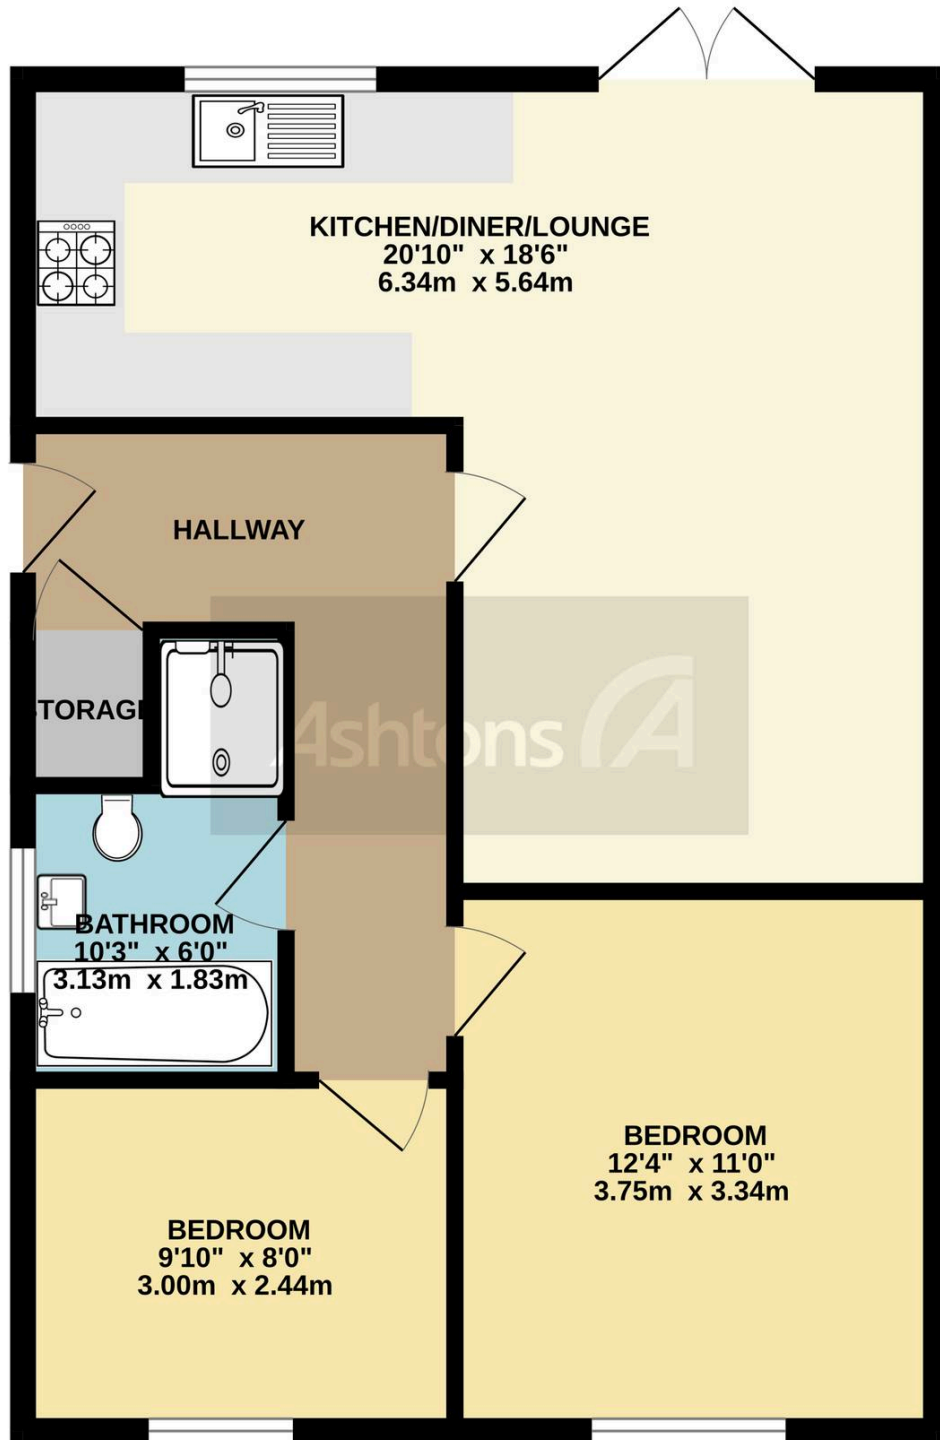 KITCHEN/DINER/LOUNGE
20'10" x 18'6"
6.34m x 5.64m
HALLWAY
STORAGE
Ashtons
BATHROOM
10'3" x 6'0"
3.13m x 1.83m
BEDROOM
12'4" x 11'0"
3.75m x 3.34m
BEDROOM
9'10" x 8'0"
3.00m x 2.44m